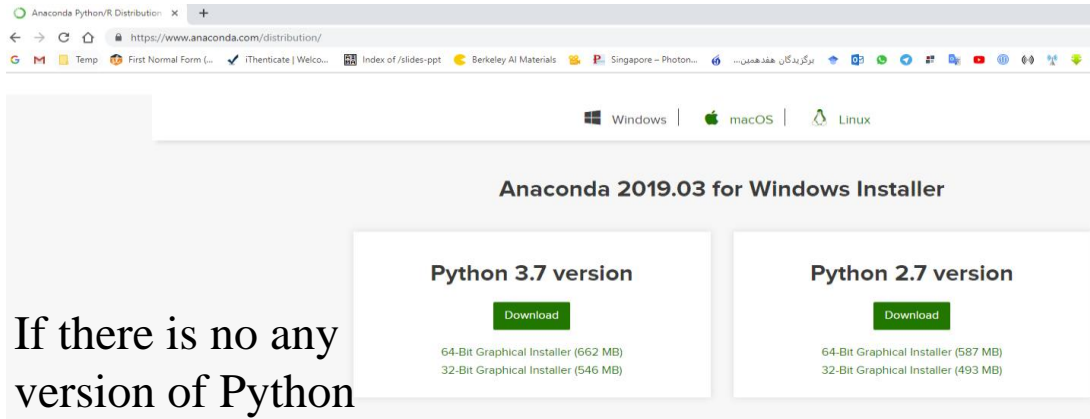 Anaconda Python/R Distribution
https://www.anaconda.com/distribution/
Temp First Normal Form (... iThenticate | Welco... Index of /slides-ppt Berkeley AI Materials Singapore – Photon... برگزیدگان هفدهمین...
Windows | macOS | Linux
Anaconda 2019.03 for Windows Installer
Python 3.7 version
Download
64-Bit Graphical Installer (662 MB)
32-Bit Graphical Installer (546 MB)
Python 2.7 version
Download
64-Bit Graphical Installer (587 MB)
32-Bit Graphical Installer (493 MB)
If there is no any
version of Python